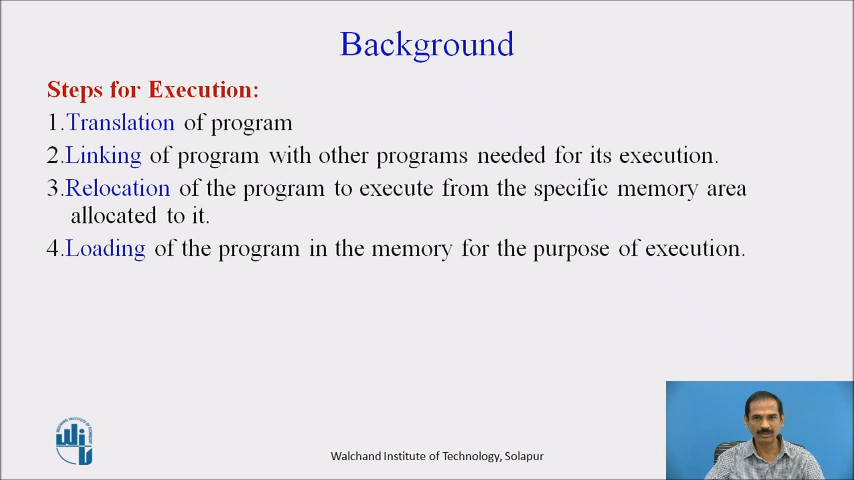 Background
Steps for Execution:
1.Translation of program
2.Linking of program with other programs needed for its execution.
3.Relocation of the program to execute from the specific memory area
allocated to it.
4.Loading of the program in the memory for the purpose of execution.
Walchand Institute of Technology, Solapur